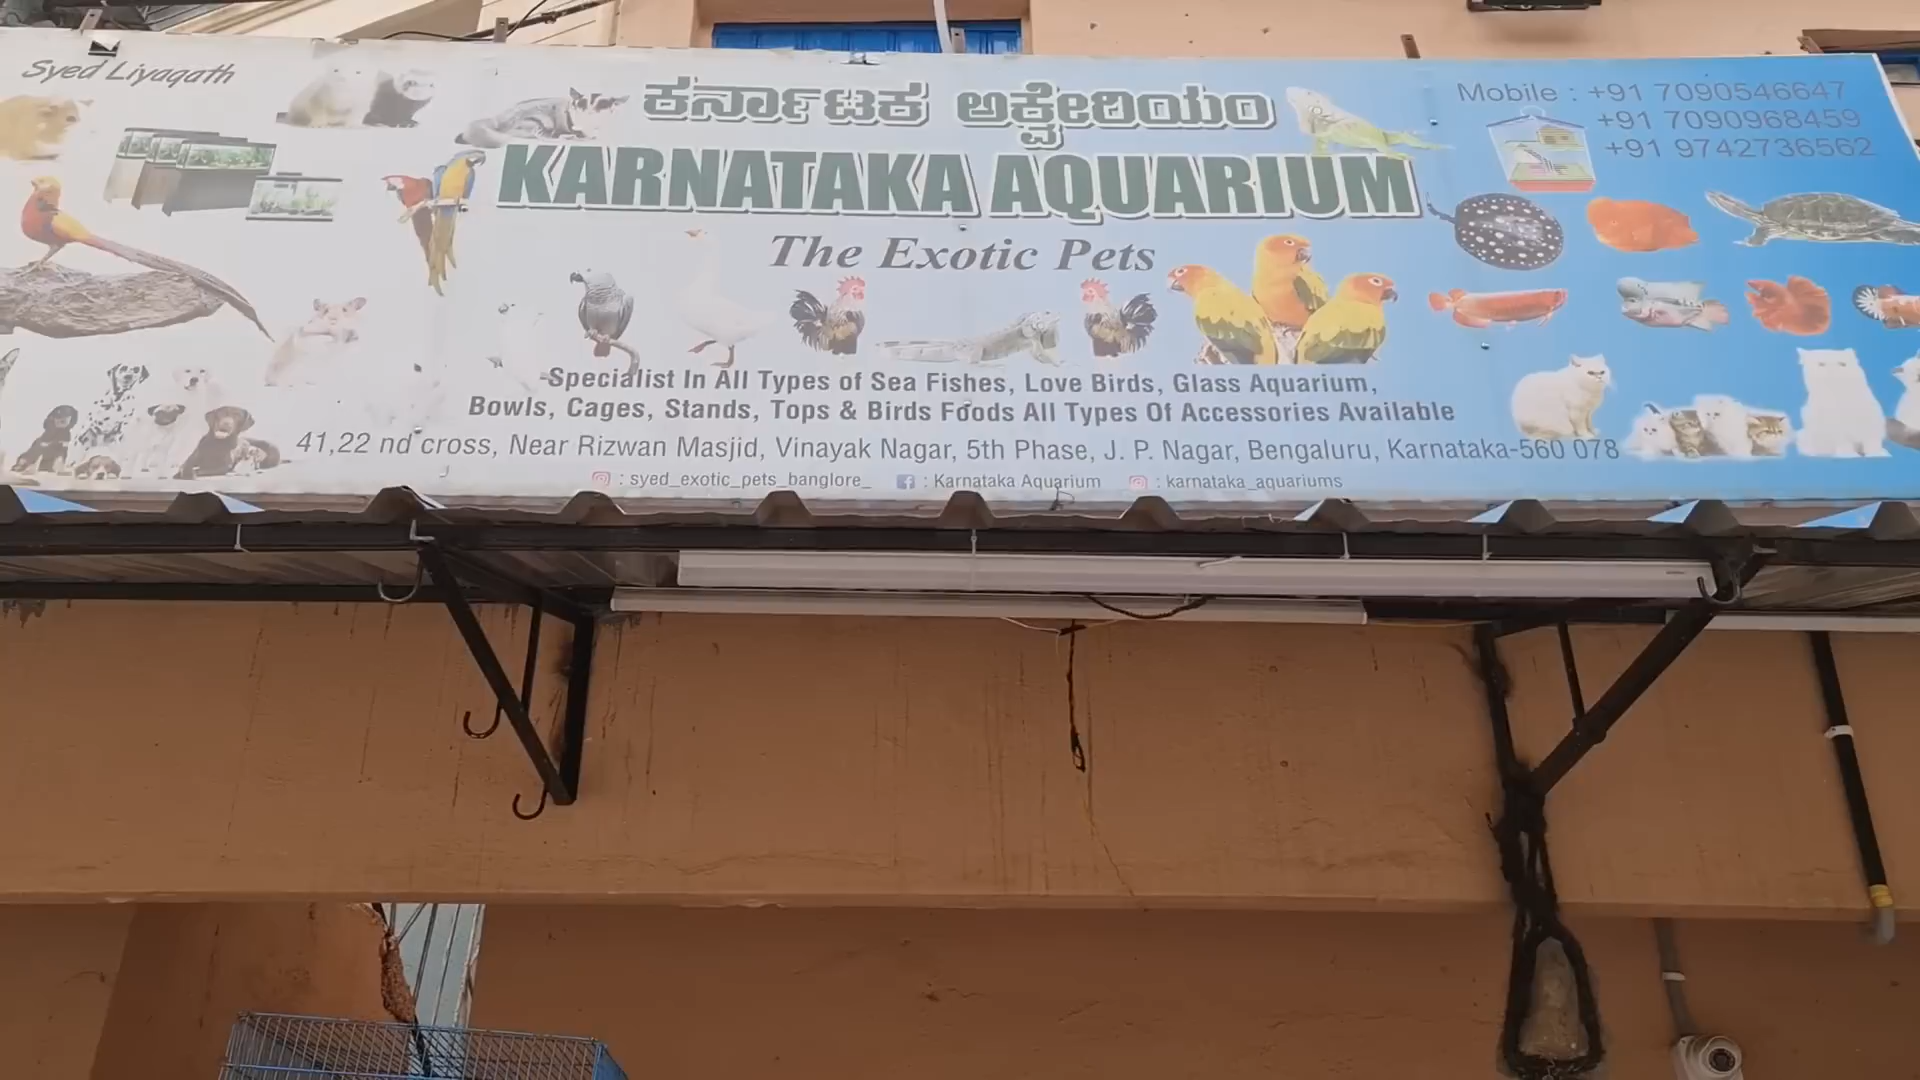 Syed Liyaqath
ಕರ್ನಾಟಕ ಅಕ್ವೇರಿಯಂ
KARNATAKA AQUARIUM
The Exotic Pets
Mobile : +91 7090546647
+91 7090968459
+91 9742736562
-Specialist In All Types of Sea Fishes, Love Birds, Glass Aquarium,
Bowls, Cages, Stands, Tops & Birds Foods All Types Of Accessories Available
41,22 nd cross, Near Rizwan Masjid, Vinayak Nagar, 5th Phase, J. P. Nagar, Bengaluru, Karnataka-560 078
: syed_exotic_pets_banglore_ : Karnataka Aquarium : karnataka_aquariums